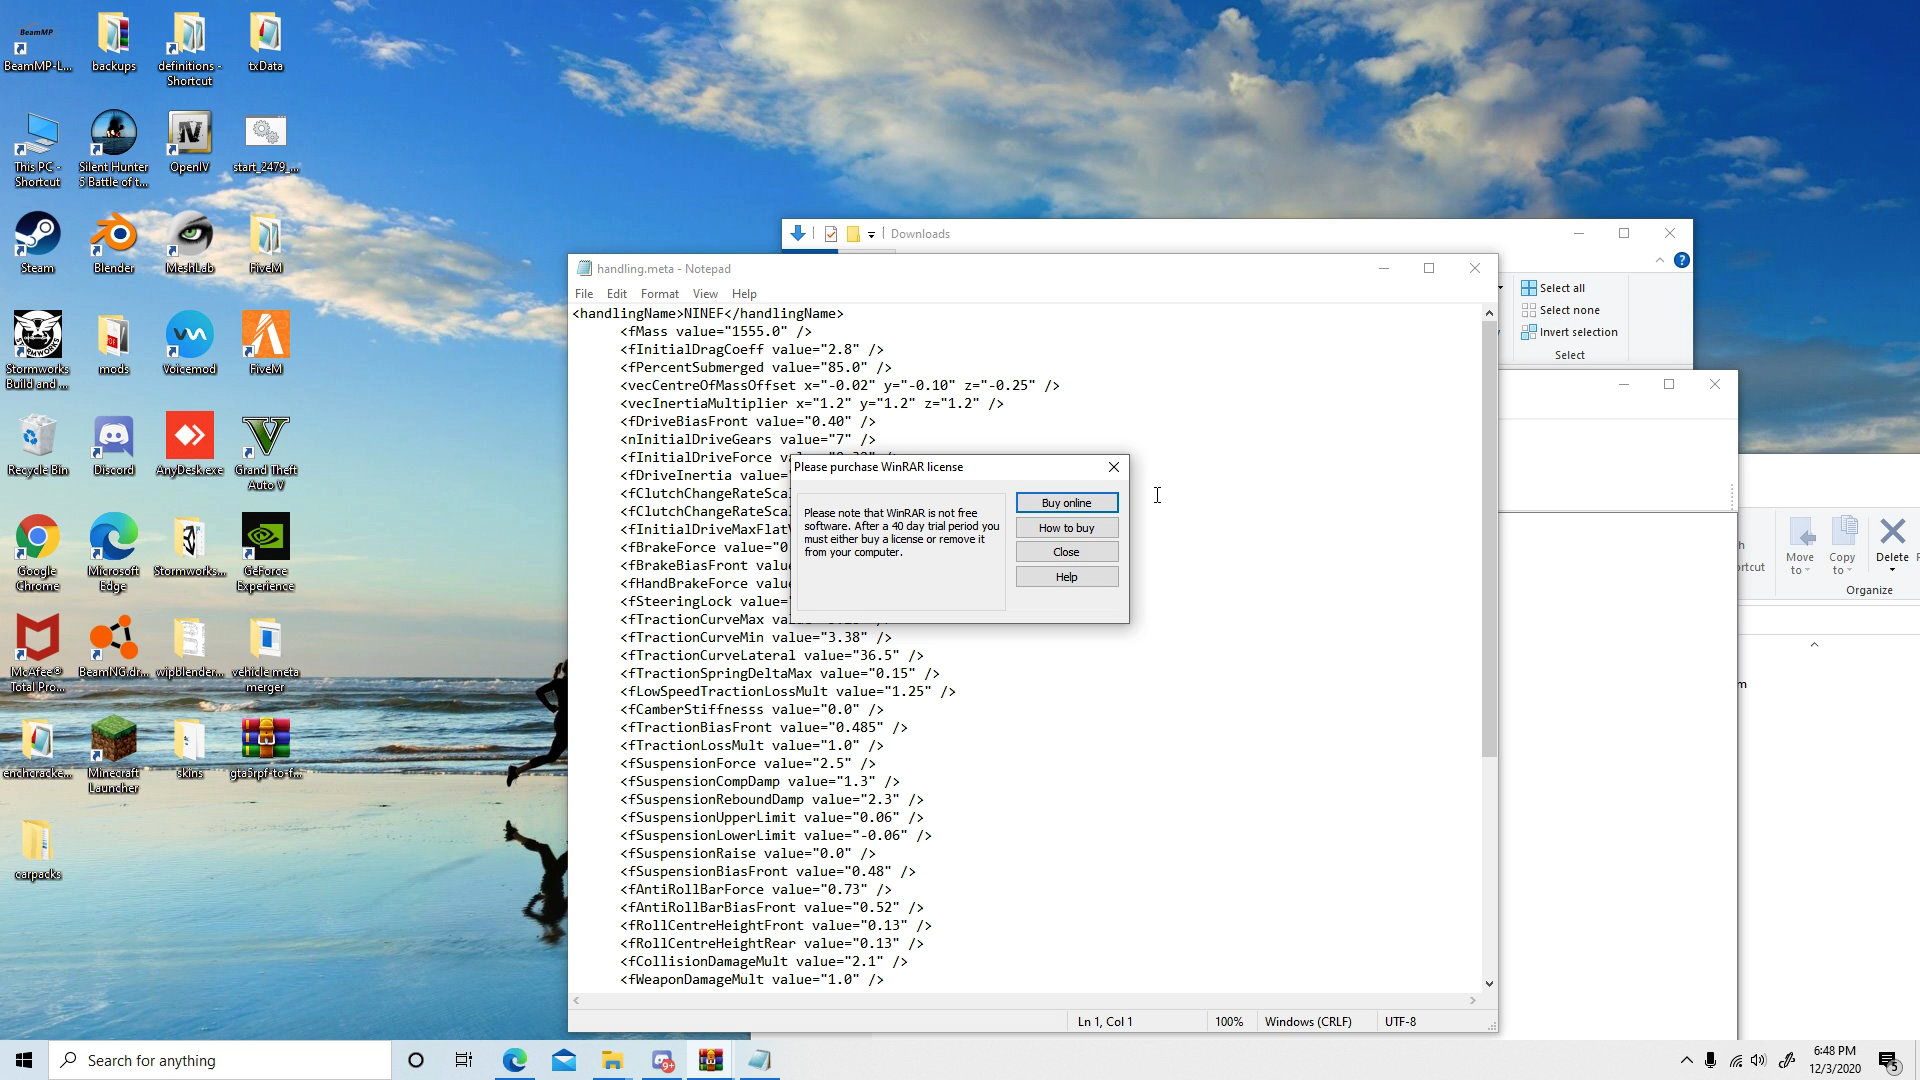 BeamMP
BeamMP-L...
backups
definitions -
Shortcut
txData
This PC -
Shortcut
Silent Hunter
5 Battle of t...
OpenIV
start_2479_...
Steam
Blender
MeshLab
FiveM
STORMWORKS
Stormworks
Build and ...
mods
Voicemod
FiveM
Recycle Bin
Discord
AnyDesk.exe
Grand Theft
Auto V
Google
Chrome
Microsoft
Edge
Stormworks...
GeForce
Experience
McAfee®
Total Pro...
BeamNG.dr...
wipblender...
vehicle meta
merger
enchcracke...
Minecraft
Launcher
skins
gta5rpf-to-f...
carpacks
Downloads
Select all
Select none
Invert selection
Select
handling.meta - Notepad
File Edit Format View Help
<handlingName>NINEF</handlingName>
<fMass value="1555.0" />
<fInitialDragCoeff value="2.8" />
<fPercentSubmerged value="85.0" />
<vecCentreOfMassOffset x="-0.02" y="-0.10" z="-0.25" />
<vecInertiaMultiplier x="1.2" y="1.2" z="1.2" />
<fDriveBiasFront value="0.40" />
<nInitialDriveGears value="7" />
<fInitialDriveForce
<fDriveInertia value=
<fClutchChangeRateSca
<fClutchChangeRateSca
<fInitialDriveMaxFlat
<fBrakeForce value="0
<fBrakeBiasFront valu
<fHandBrakeForce valu
<fSteeringLock value=
<fTractionCurveMax
<fTractionCurveMin value="3.38" />
<fTractionCurveLateral value="36.5" />
<fTractionSpringDeltaMax value="0.15" />
<fLowSpeedTractionLossMult value="1.25" />
<fCamberStiffnesss value="0.0" />
<fTractionBiasFront value="0.485" />
<fTractionLossMult value="1.0" />
<fSuspensionForce value="2.5" />
<fSuspensionCompDamp value="1.3" />
<fSuspensionReboundDamp value="2.3" />
<fSuspensionUpperLimit value="0.06" />
<fSuspensionLowerLimit value="-0.06" />
<fSuspensionRaise value="0.0" />
<fSuspensionBiasFront value="0.48" />
<fAntiRollBarForce value="0.73" />
<fAntiRollBarBiasFront value="0.52" />
<fRollCentreHeightFront value="0.13" />
<fRollCentreHeightRear value="0.13" />
<fCollisionDamageMult value="2.1" />
<fWeaponDamageMult value="1.0" />
Ln 1, Col 1 100% Windows (CRLF) UTF-8
Please purchase WinRAR license
Please note that WinRAR is not free
software. After a 40 day trial period you
must either buy a license or remove it
from your computer.
Buy online
How to buy
Close
Help
Move
to
Copy
to
Delete
Organize
Search for anything
9+
6:48 PM
12/3/2020
5